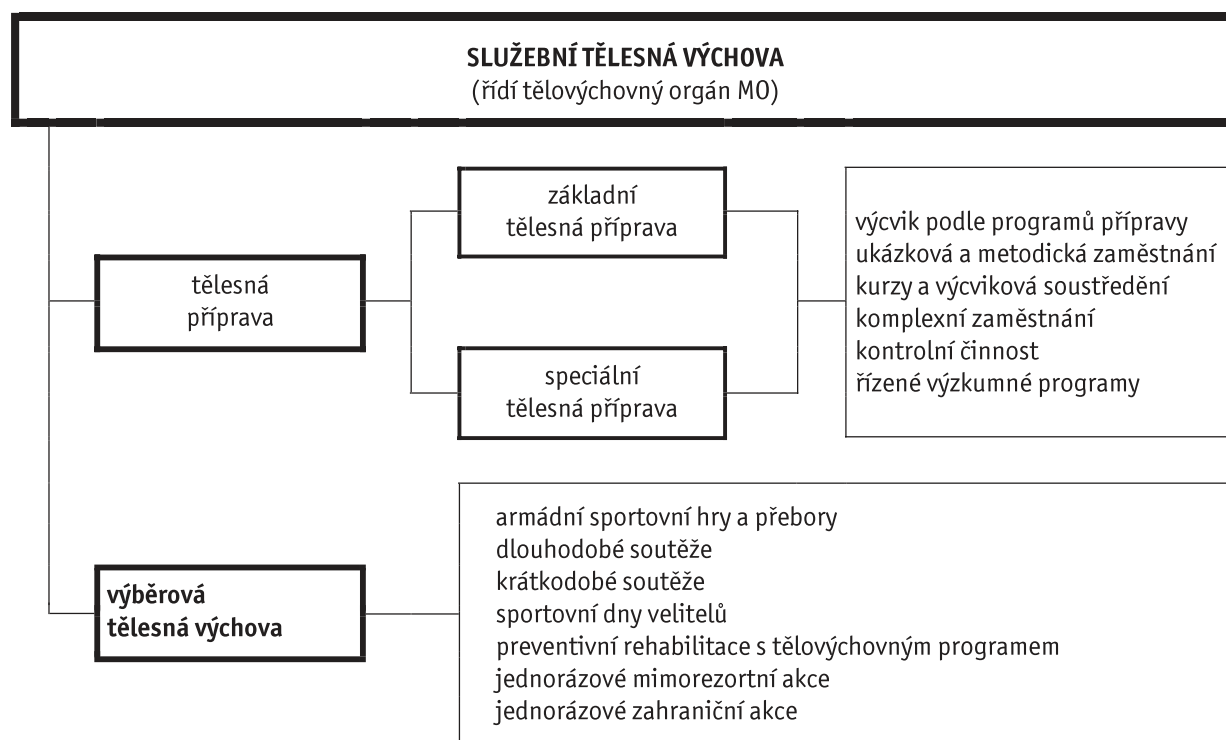 SLUŽEBNÍ TĚLESNÁ VÝCHOVA
(řídí tělovýchovný orgán MO)
základní
tělesná příprava
tělesná
příprava
speciální
tělesná příprava
výcvik podle programů přípravy
ukázková a metodická zaměstnání
kurzy a výcviková soustředění
komplexní zaměstnání
kontrolní činnost
řízené výzkumné programy
výběrová
tělesná výchova
armádní sportovní hry a přebory
dlouhodobé soutěže
krátkodobé soutěže
sportovní dny velitelů
preventivní rehabilitace s tělovýchovným programem
jednorázové mimorezortní akce
jednorázové zahraniční akce